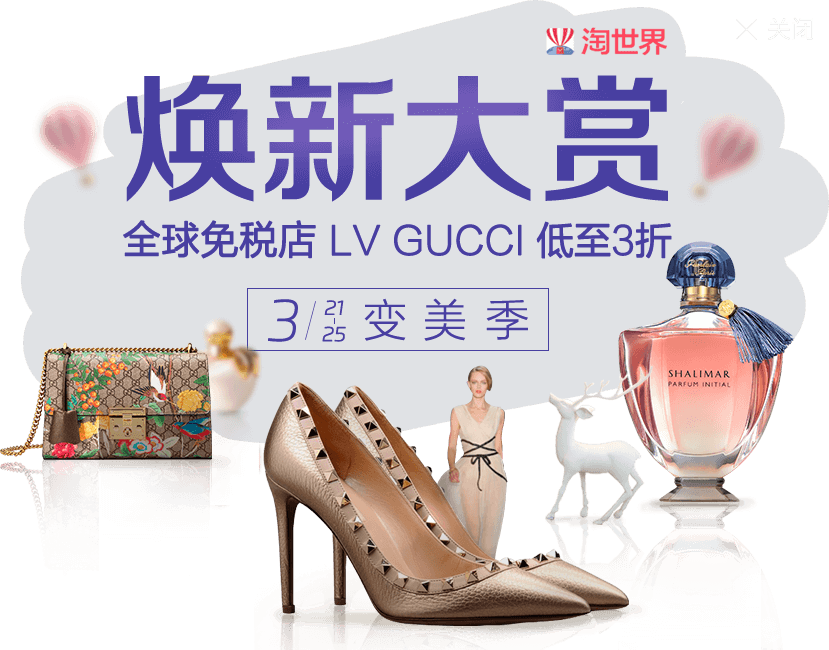 关闭
淘世界
焕新大赏
全球免税店 LV GUCCI 低至3折
3/21-25 变美季
SHALIMAR
PARFUM INITIAL